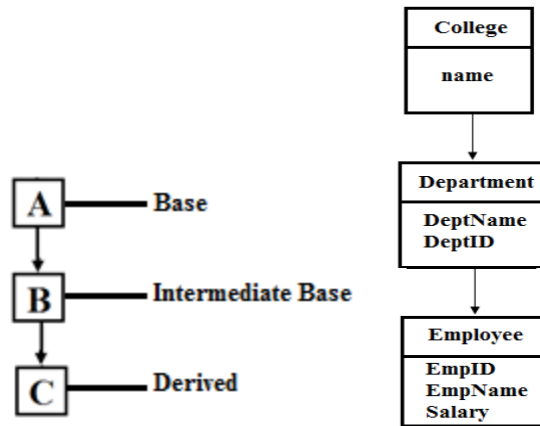 A
Base
B
Intermediate Base
C
Derived
College
name
Department
DeptName
DeptID
Employee
EmpID
EmpName
Salary